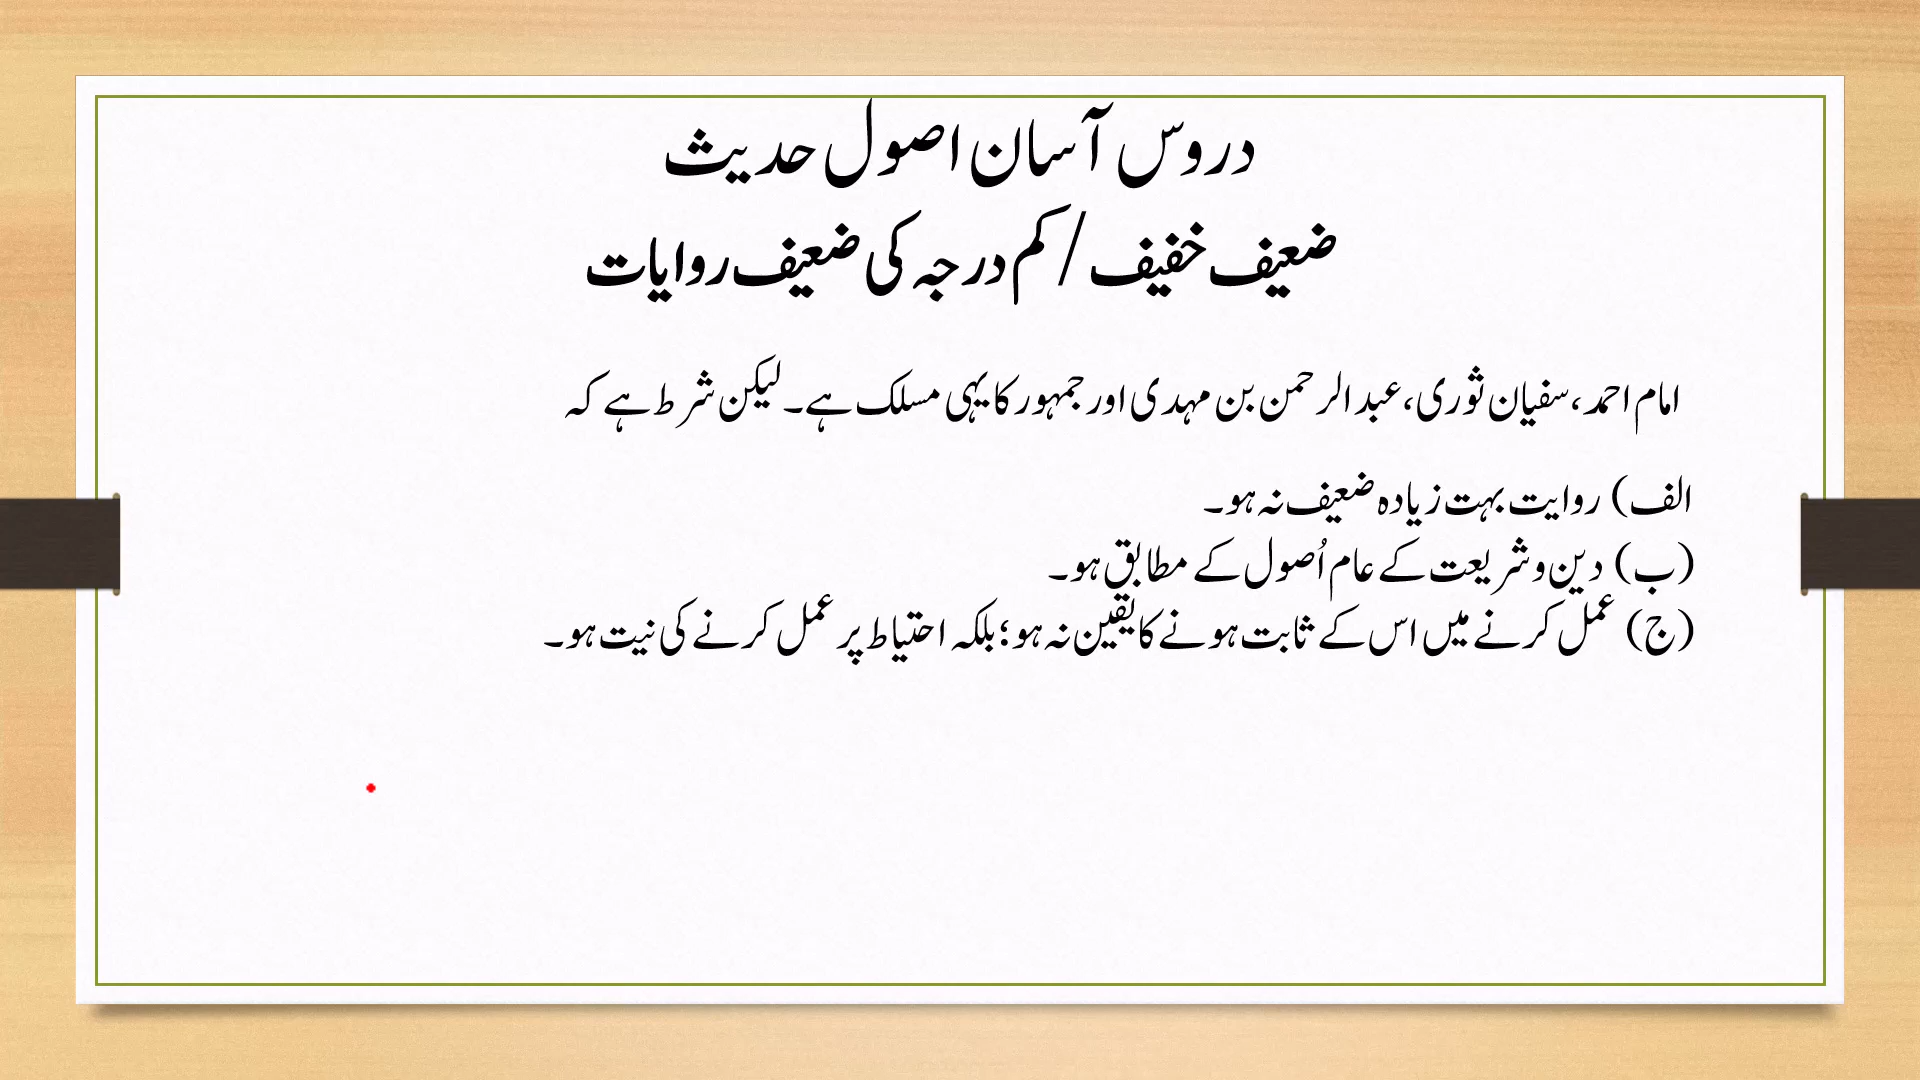 دروس آسان اصول حدیث
ضعیف خفیف / کم درجہ کی ضعیف روایات
امام احمد، سفیان ثوری، عبد الرحمن بن مہدی اور جمہور کا یہی مسلک ہے۔ لیکن شرط ہے کہ
الف) روایت بہت زیادہ ضعیف نہ ہو۔
(ب) دین و شریعت کے عام اُصول کے مطابق ہو۔
(ج) عمل کرنے میں اس کے ثابت ہونے کا یقین نہ ہو؛ بلکہ احتیاط پر عمل کرنے کی نیت ہو۔